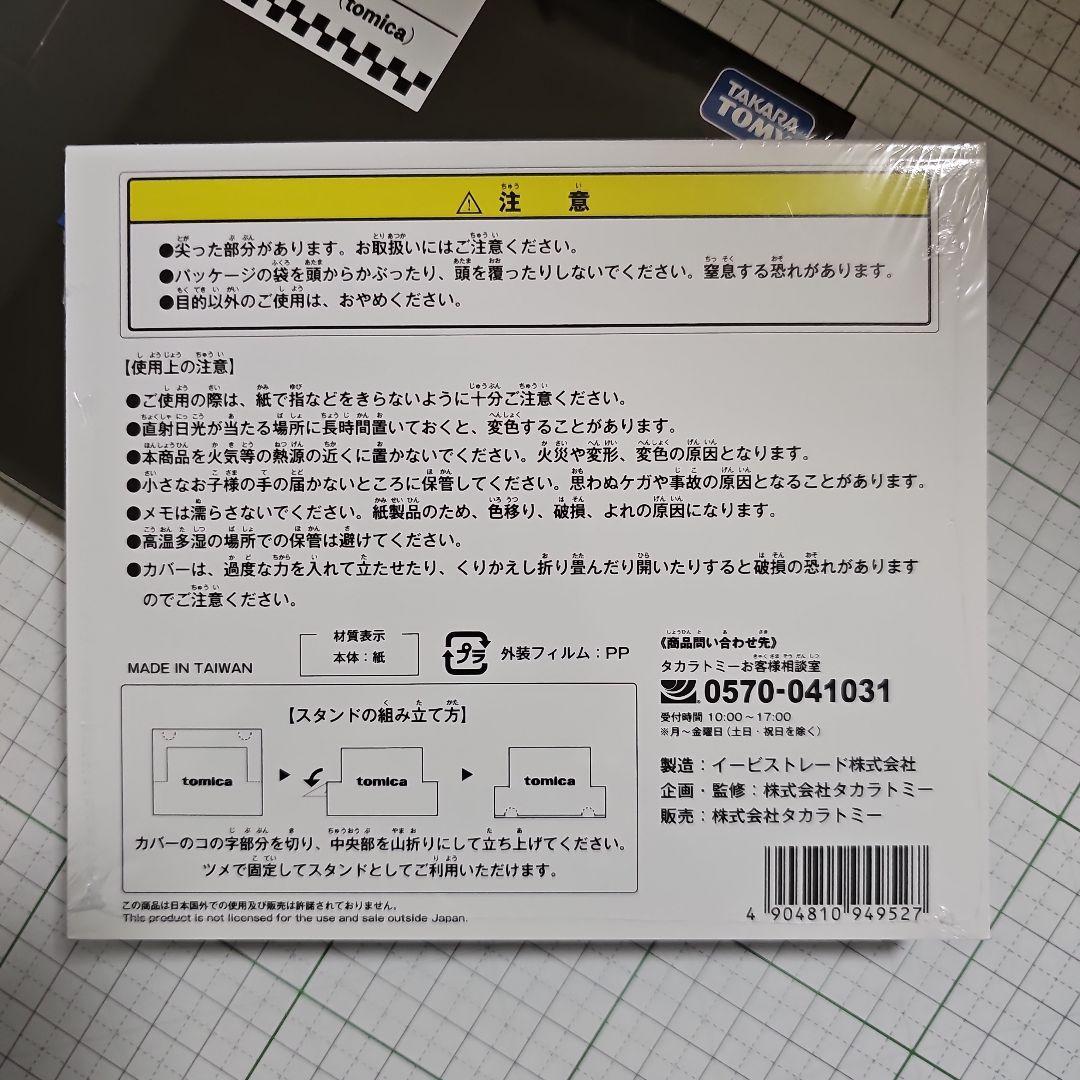 (tomica)
TAKARA
TOMY
⚠ 注 意
●尖った部分があります。お取扱いにはご注意ください。
●パッケージの袋を頭からかぶったり、頭を覆ったりしないでください。窒息する恐れがあります。
●目的以外のご使用は、おやめください。
【使用上の注意】
●ご使用の際は、紙で指などをきらないように十分ご注意ください。
●直射日光が当たる場所に長時間置いておくと、変色することがあります。
●本商品を火気等の熱源の近くに置かないでください。火災や変形、変色の原因となります。
●小さなお子様の手の届かないところに保管してください。思わぬケガや事故の原因となることがあります。
●メモは濡らさないでください。紙製品のため、色移り、破損、よれの原因になります。
●高温多湿の場所での保管は避けてください。
●カバーは、過度な力を入れて立たせたり、くりかえし折り畳んだり開いたりすると破損の恐れがあります
のでご注意ください。
MADE IN TAIWAN
材質表示
本体：紙
プラ
外装フィルム：PP
《商品問い合わせ先》
タカラトミーお客様相談室
0570-041031
受付時間 10:00～17:00
※月～金曜日（土日・祝日を除く）
製造：イービストレード株式会社
企画・監修：株式会社タカラトミー
販売：株式会社タカラトミー
【スタンドの組み立て方】
tomica
tomica
tomica
カバーのコの字部分を切り、中央部を山折りにして立ち上げてください。
ツメで固定してスタンドとしてご利用いただけます。
この商品は日本国外での使用及び販売は許諾されておりません。
This product is not licensed for the use and sale outside Japan.
4 904810 949527